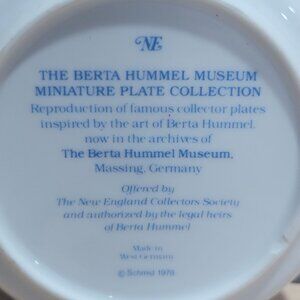 NE
THE BERTA HUMMEL MUSEUM
MINIATURE PLATE COLLECTION
Reproduction of famous collector plates
inspired by the art of Berta Hummel,
now in the archives of
The Berta Hummel Museum,
Massing, Germany
Offered by
The New England Collectors Society
and authorized by the legal heirs
of Berta Hummel
Made in
West Germany
© Schmid 1978